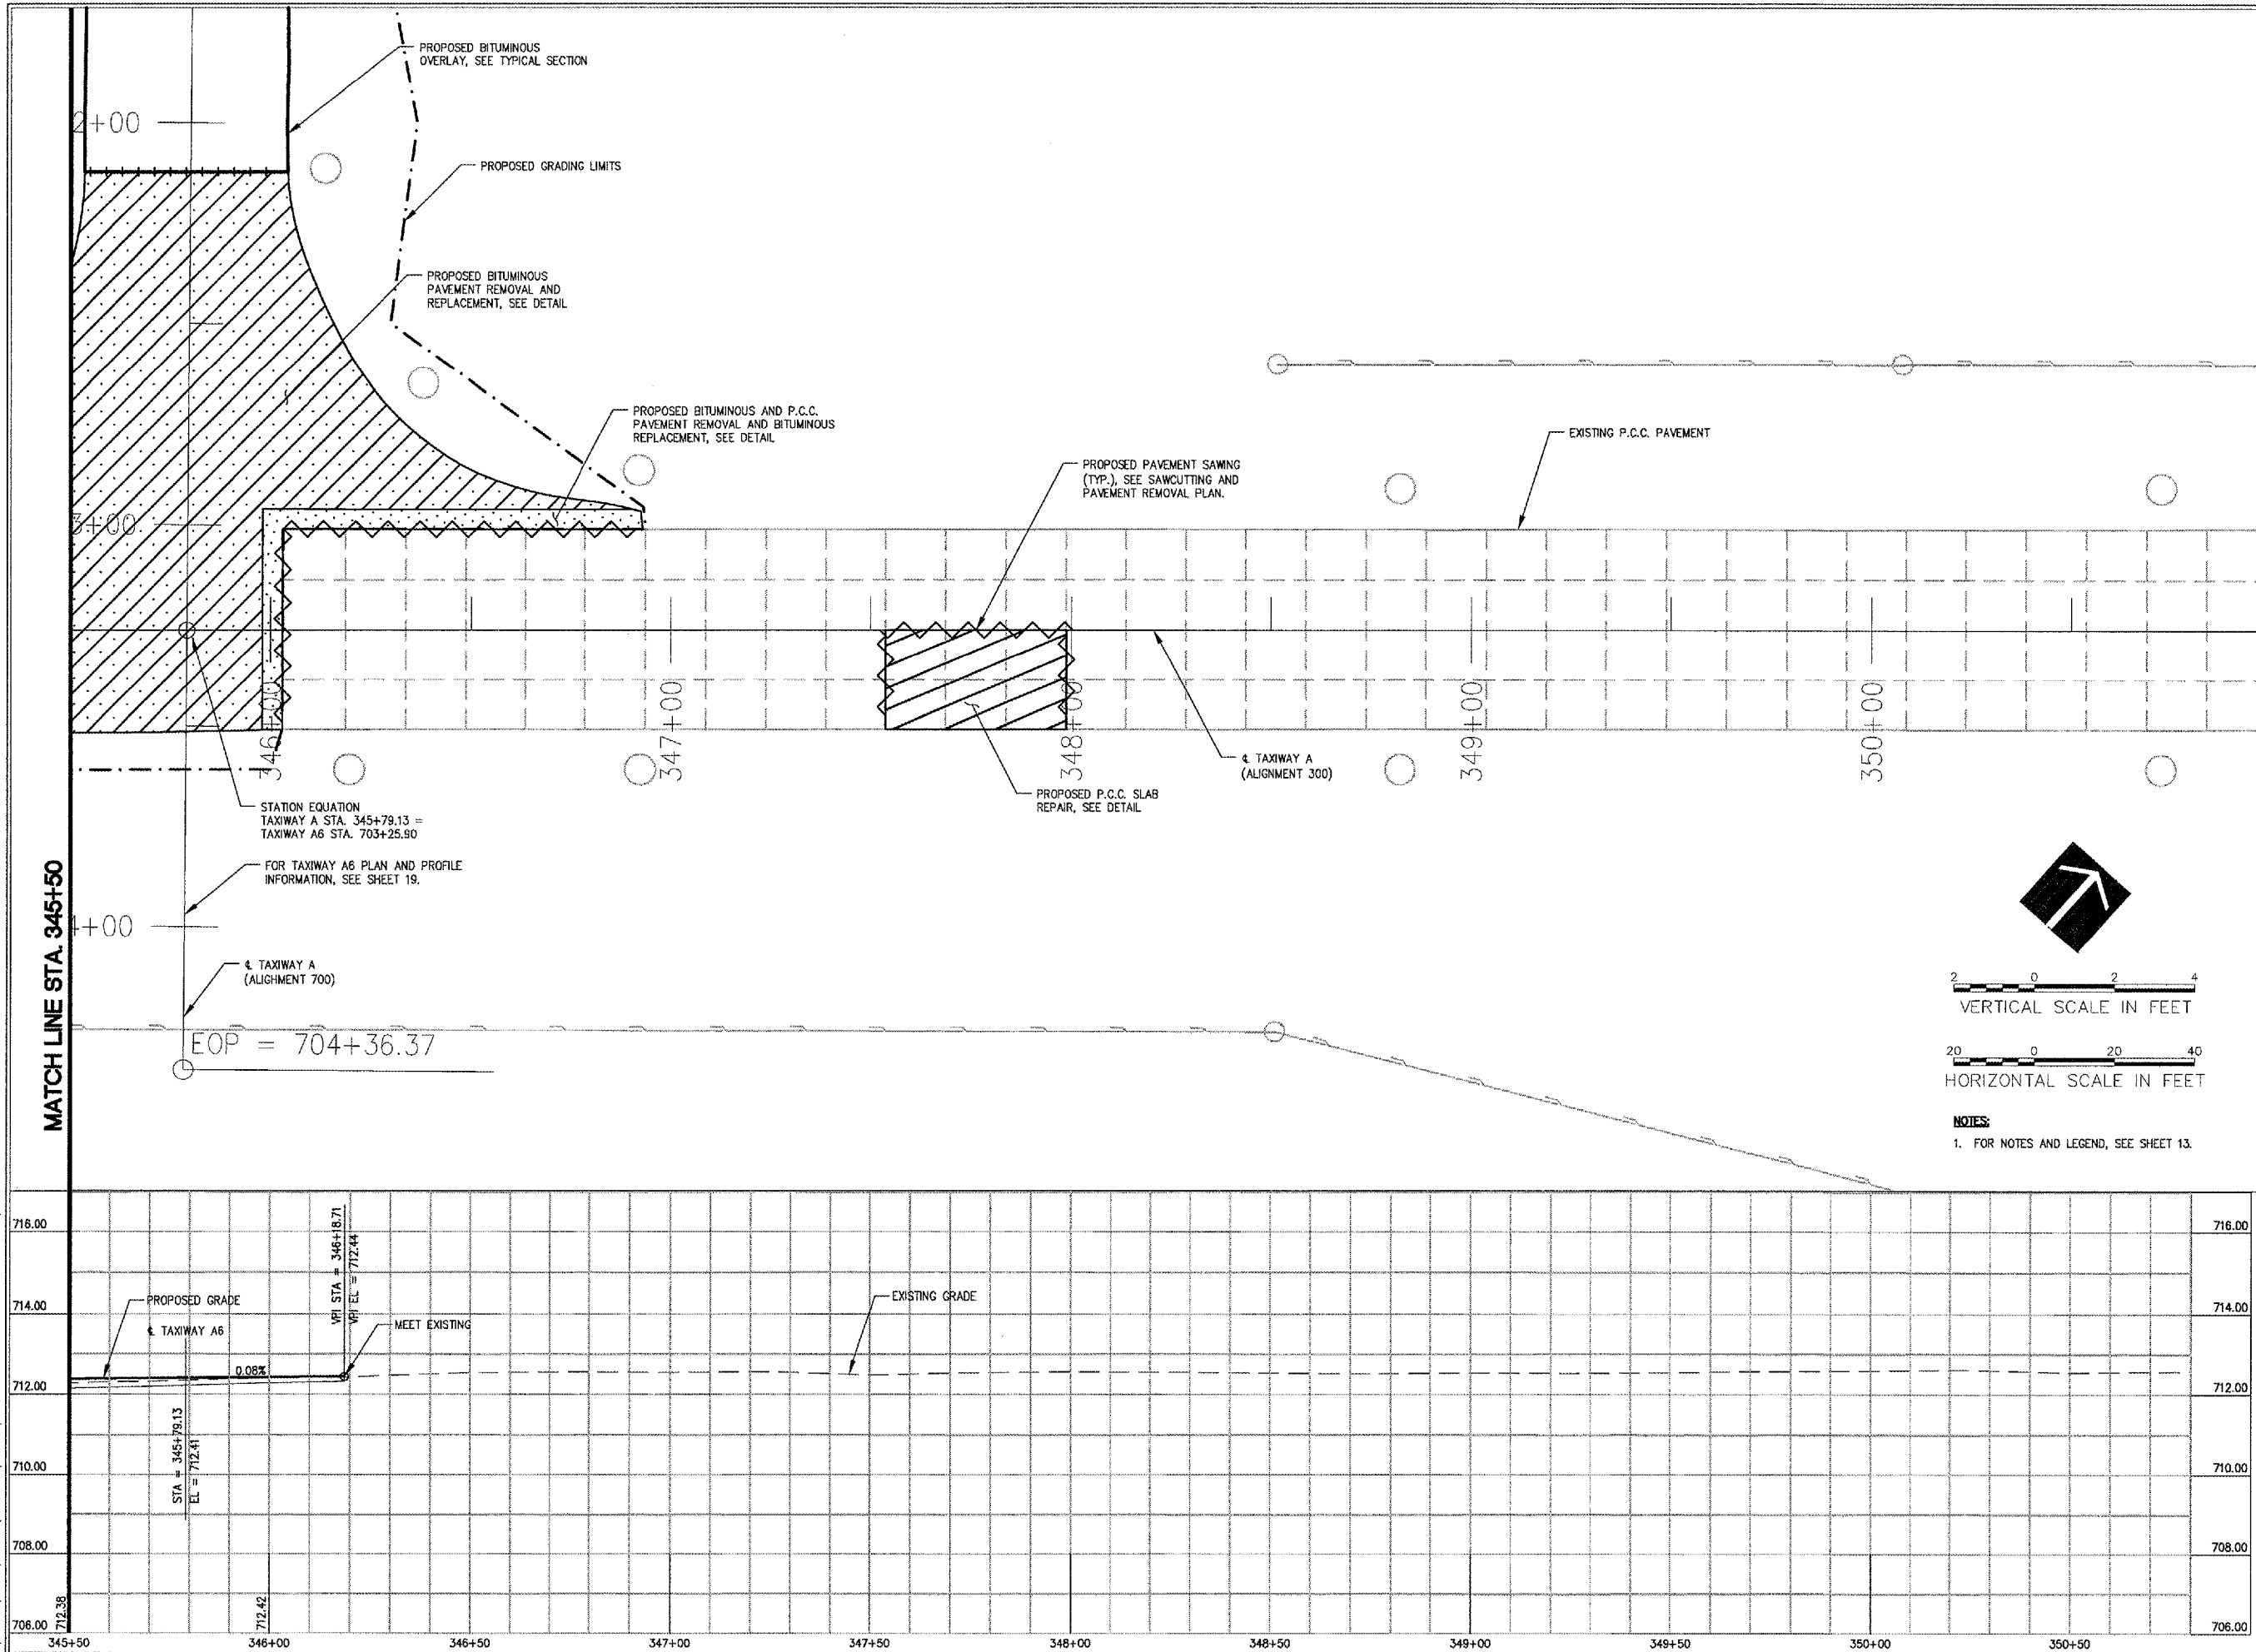 PROPOSED BITUMINOUS
OVERLAY, SEE TYPICAL SECTION
2+00
PROPOSED GRADING LIMITS
PROPOSED BITUMINOUS
PAVEMENT REMOVAL AND
REPLACEMENT, SEE DETAIL
PROPOSED BITUMINOUS AND P.C.C.
PAVEMENT REMOVAL AND BITUMINOUS
REPLACEMENT, SEE DETAIL
EXISTING P.C.C. PAVEMENT
PROPOSED PAVEMENT SAWING
(TYP.), SEE SAWCUTTING AND
PAVEMENT REMOVAL PLAN.
3+00
346+00
347+00
348+00
349+00
350+00
℄ TAXIWAY A
(ALIGNMENT 300)
PROPOSED P.C.C. SLAB
REPAIR, SEE DETAIL
STATION EQUATION
TAXIWAY A STA. 345+79.13 =
TAXIWAY A6 STA. 703+25.90
FOR TAXIWAY A6 PLAN AND PROFILE
INFORMATION, SEE SHEET 19.
MATCH LINE STA. 345+50
4+00
℄ TAXIWAY A
(ALIGHMENT 700)
EOP = 704+36.37
2 0 2 4
VERTICAL SCALE IN FEET
20 0 20 40
HORIZONTAL SCALE IN FEET
NOTES:
1. FOR NOTES AND LEGEND, SEE SHEET 13.
716.00
716.00
VPI STA = 346+18.71
VPI EL = 712.44
714.00
PROPOSED GRADE
EXISTING GRADE
714.00
℄ TAXIWAY A6
MEET EXISTING
0.08%
712.00
712.00
STA = 345+79.13
EL = 712.41
710.00
710.00
708.00
708.00
706.00
712.38
712.42
706.00
345+50
346+00
346+50
347+00
347+50
348+00
348+50
349+00
349+50
350+00
350+50